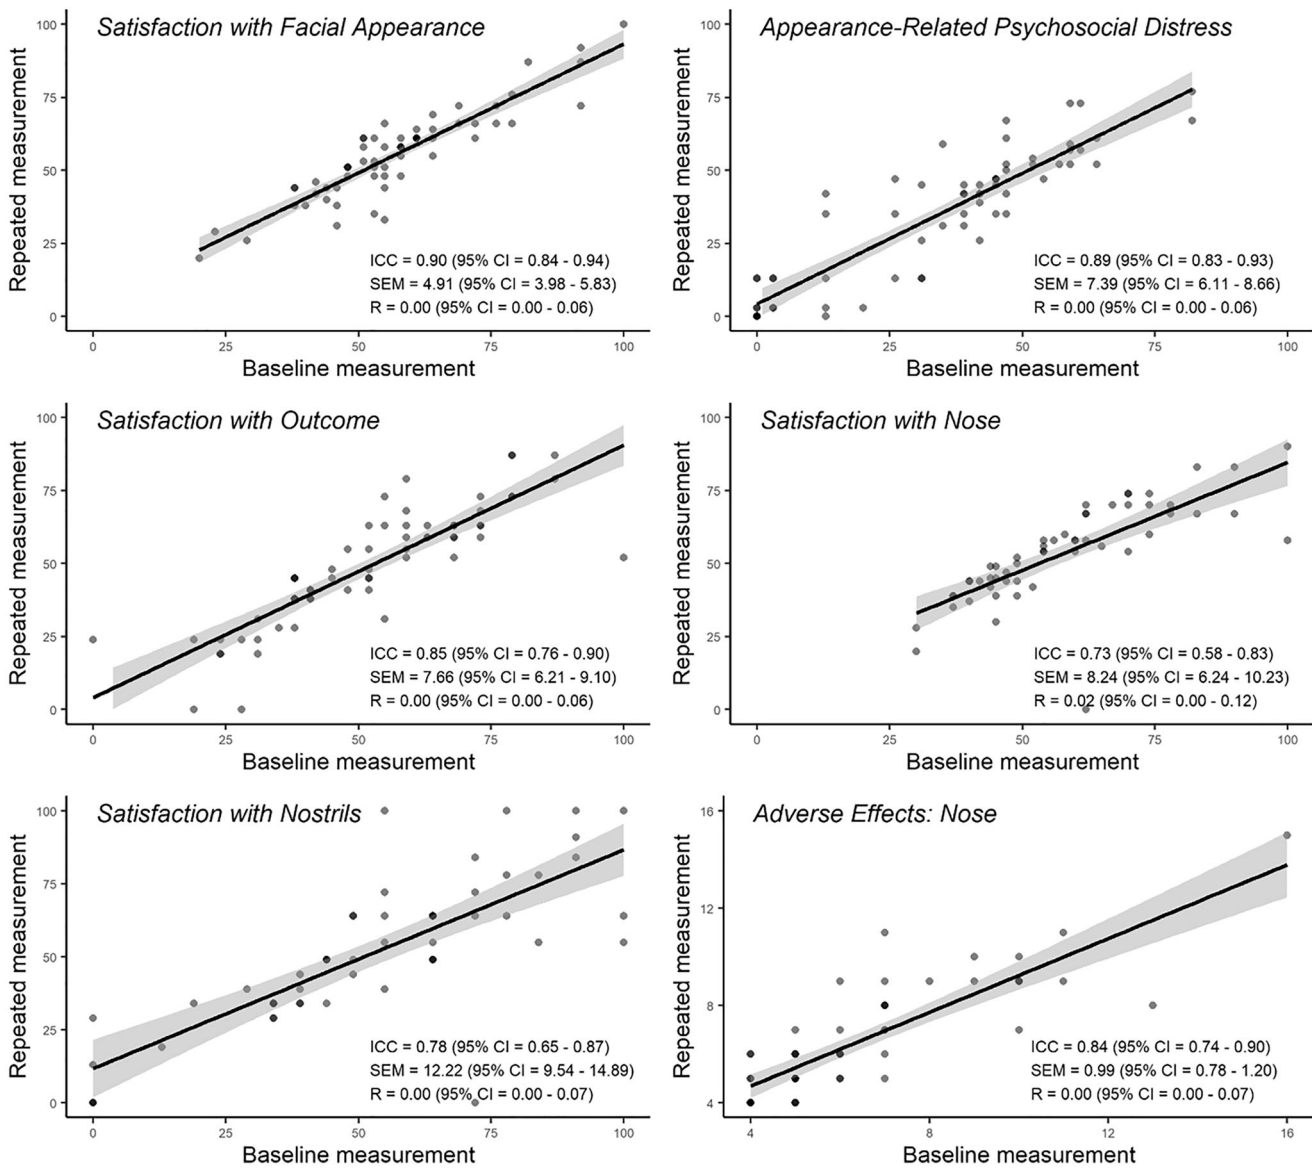 Satisfaction with Facial Appearance
Repeated measurement
100
75
50
25
0
ICC = 0.90 (95% CI = 0.84 - 0.94)
SEM = 4.91 (95% CI = 3.98 - 5.83)
R = 0.00 (95% CI = 0.00 - 0.06)
0 25 50 75 100
Baseline measurement
Appearance-Related Psychosocial Distress
Repeated measurement
100
75
50
25
0
ICC = 0.89 (95% CI = 0.83 - 0.93)
SEM = 7.39 (95% CI = 6.11 - 8.66)
R = 0.00 (95% CI = 0.00 - 0.06)
0 25 50 75 100
Baseline measurement
Satisfaction with Outcome
Repeated measurement
100
75
50
25
0
ICC = 0.85 (95% CI = 0.76 - 0.90)
SEM = 7.66 (95% CI = 6.21 - 9.10)
R = 0.00 (95% CI = 0.00 - 0.06)
0 25 50 75 100
Baseline measurement
Satisfaction with Nose
Repeated measurement
100
75
50
25
0
ICC = 0.73 (95% CI = 0.58 - 0.83)
SEM = 8.24 (95% CI = 6.24 - 10.23)
R = 0.02 (95% CI = 0.00 - 0.12)
0 25 50 75 100
Baseline measurement
Satisfaction with Nostrils
Repeated measurement
100
75
50
25
0
ICC = 0.78 (95% CI = 0.65 - 0.87)
SEM = 12.22 (95% CI = 9.54 - 14.89)
R = 0.00 (95% CI = 0.00 - 0.07)
0 25 50 75 100
Baseline measurement
Adverse Effects: Nose
Repeated measurement
16
12
8
4
ICC = 0.84 (95% CI = 0.74 - 0.90)
SEM = 0.99 (95% CI = 0.78 - 1.20)
R = 0.00 (95% CI = 0.00 - 0.07)
4 8 12 16
Baseline measurement